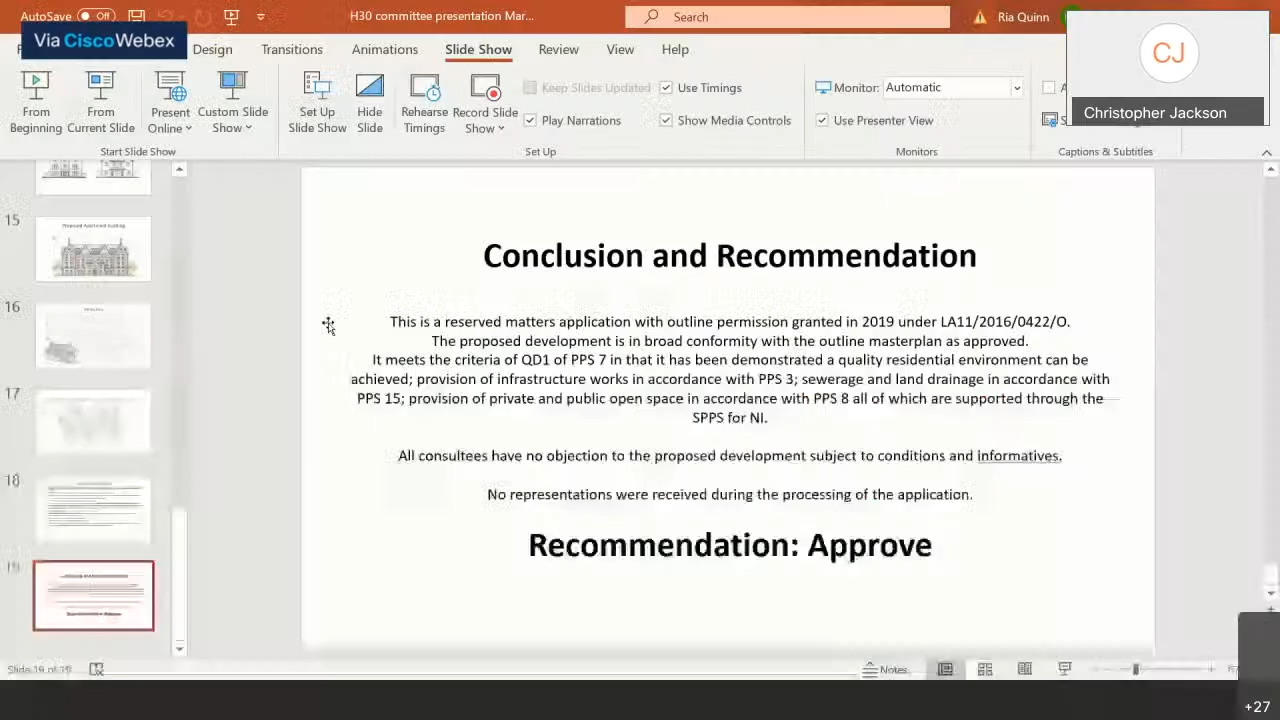 AutoSave Off
H30 committee presentation Mar...
Search
Ria Quinn
Via Cisco Webex
Design Transitions Animations Slide Show Review View Help
CJ
Christopher Jackson
From Beginning
From Current Slide
Present Online
Custom Slide Show
Set Up Slide Show
Hide Slide
Rehearse Timings
Record Slide Show
Keep Slides Updated
Use Timings
Play Narrations
Show Media Controls
Monitor: Automatic
Use Presenter View
Start Slide Show
Set Up
Monitors
Captions & Subtitles
15
Proposed Apartment Building
16
17
18
19
Conclusion and Recommendation
This is a reserved matters application with outline permission granted in 2019 under LA11/2016/0422/O.
The proposed development is in broad conformity with the outline masterplan as approved.
It meets the criteria of QD1 of PPS 7 in that it has been demonstrated a quality residential environment can be
achieved; provision of infrastructure works in accordance with PPS 3; sewerage and land drainage in accordance with
PPS 15; provision of private and public open space in accordance with PPS 8 all of which are supported through the
SPPS for NI.
All consultees have no objection to the proposed development subject to conditions and informatives.
No representations were received during the processing of the application.
Recommendation: Approve
Slide 19 of 19
Notes
+27